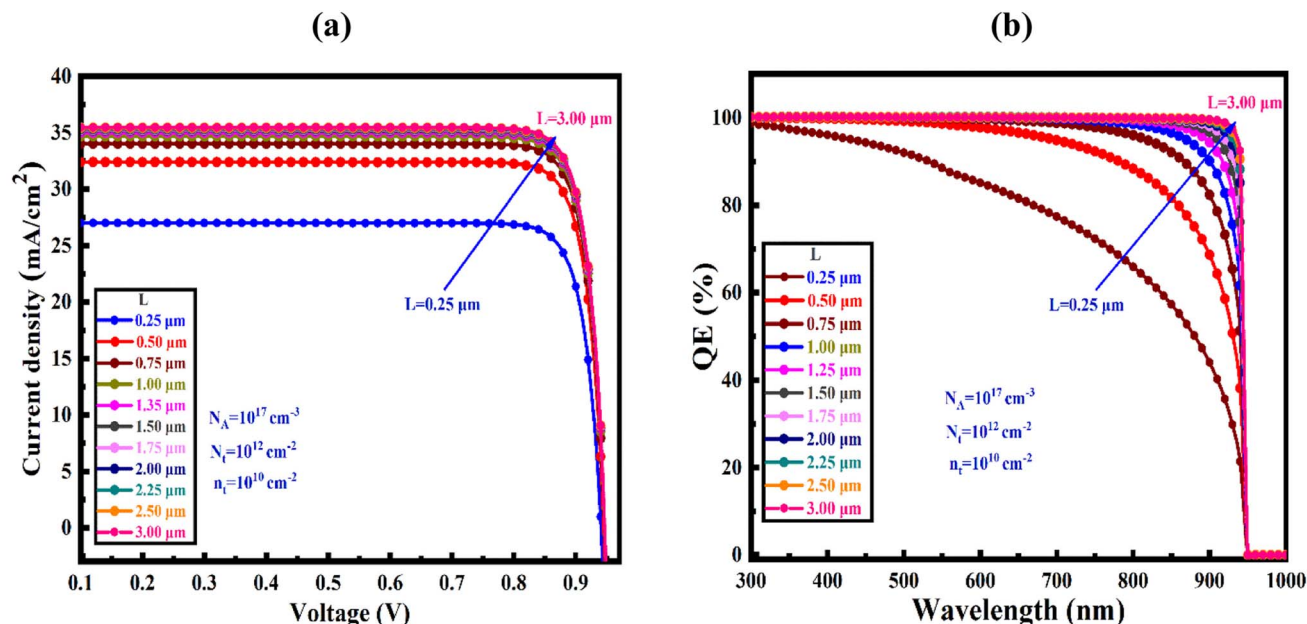 (a)
40
35
30
25
20
15
10
5
0
Current density (mA/cm²)
L=3.00 µm
L=0.25 µm
L
0.25 µm
0.50 µm
0.75 µm
1.00 µm
1.35 µm
1.50 µm
1.75 µm
2.00 µm
2.25 µm
2.50 µm
3.00 µm
N_A=10¹⁷ cm⁻³
N_t=10¹² cm⁻²
n_t=10¹⁰ cm⁻²
0.1 0.2 0.3 0.4 0.5 0.6 0.7 0.8 0.9
Voltage (V)
(b)
100
80
60
40
20
0
QE (%)
L=3.00 µm
L=0.25 µm
L
0.25 µm
0.50 µm
0.75 µm
1.00 µm
1.25 µm
1.50 µm
1.75 µm
2.00 µm
2.25 µm
2.50 µm
3.00 µm
N_A=10¹⁷ cm⁻³
N_t=10¹² cm⁻²
n_t=10¹⁰ cm⁻²
300 400 500 600 700 800 900 1000
Wavelength (nm)